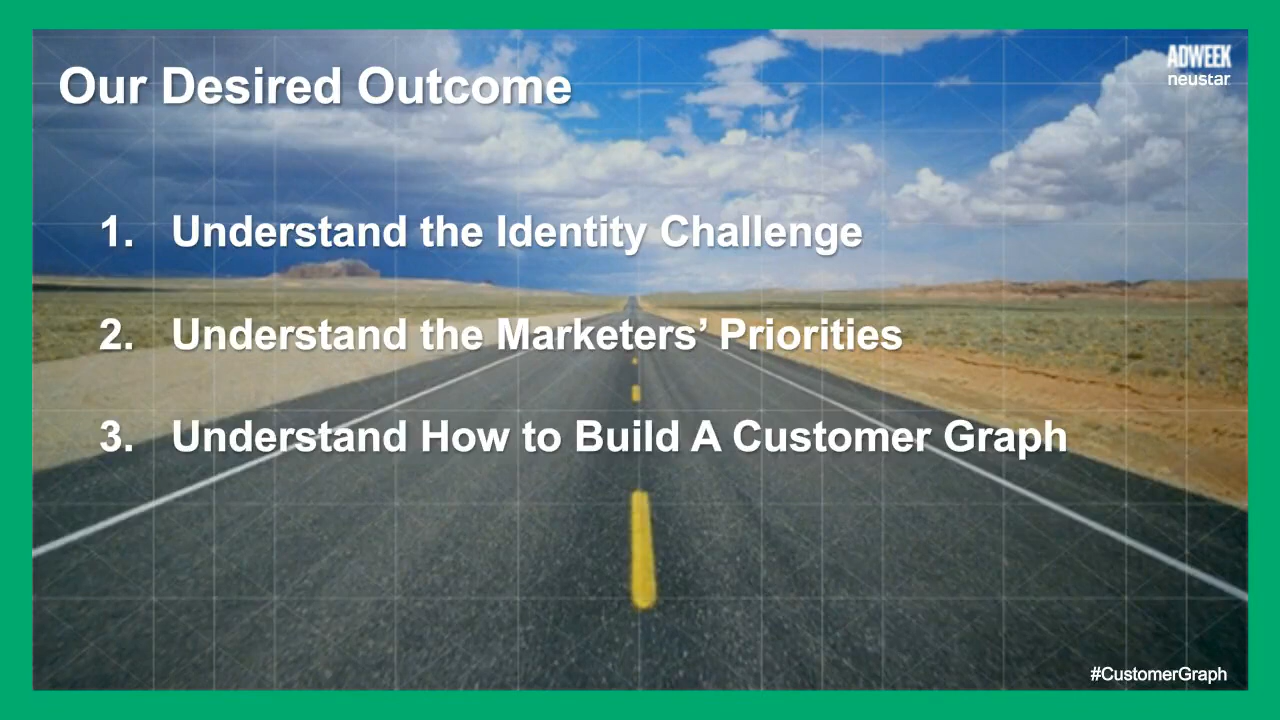 Our Desired Outcome
ADWEEK
neustar
1. Understand the Identity Challenge
2. Understand the Marketers’ Priorities
3. Understand How to Build A Customer Graph
#CustomerGraph